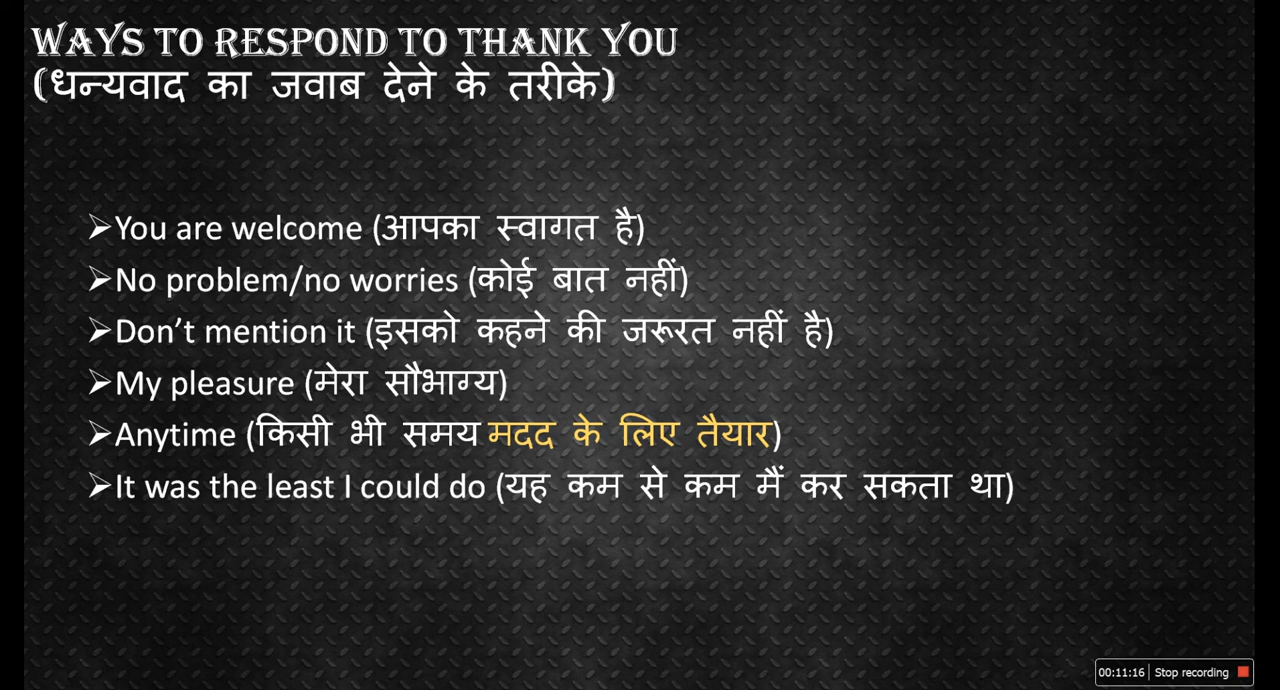 WAYS TO RESPOND TO THANK YOU
(धन्यवाद का जवाब देने के तरीके)
➢You are welcome (आपका स्वागत है)
➢No problem/no worries (कोई बात नहीं)
➢Don’t mention it (इसको कहने की जरूरत नहीं है)
➢My pleasure (मेरा सौभाग्य)
➢Anytime (किसी भी समय मदद के लिए तैयार)
➢It was the least I could do (यह कम से कम मैं कर सकता था)
00:11:16 Stop recording